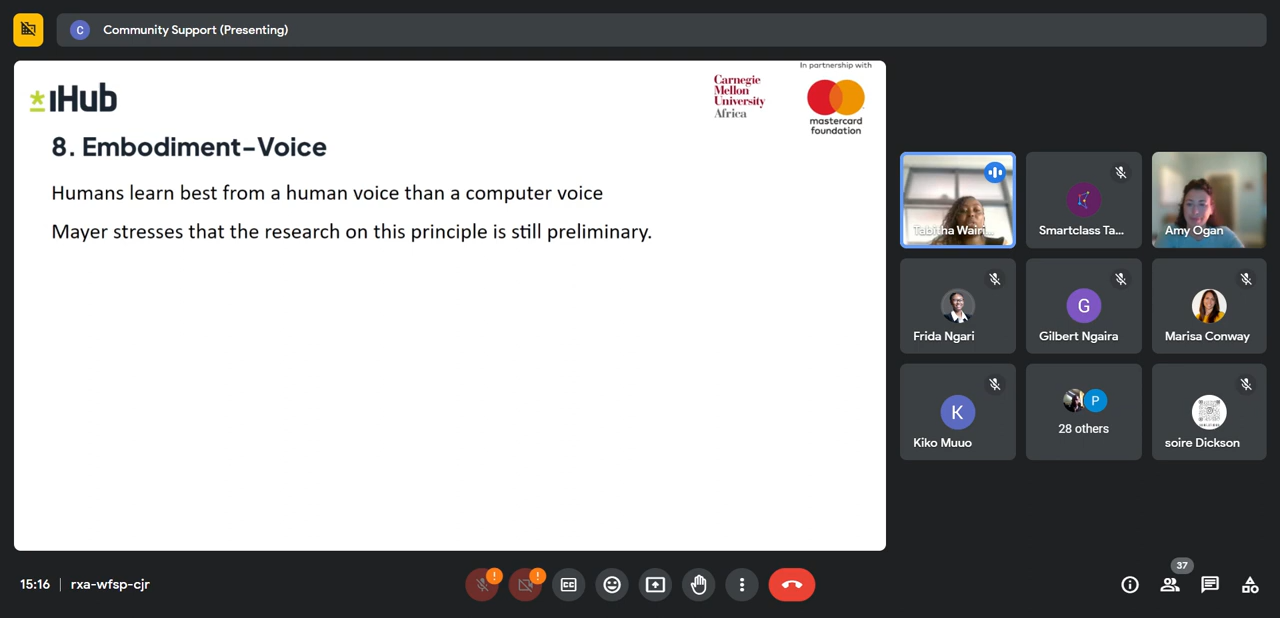 C
Community Support (Presenting)
iHub
Carnegie
Mellon
University
Africa
In partnership with
mastercard
foundation
8. Embodiment-Voice
Humans learn best from a human voice than a computer voice
Mayer stresses that the research on this principle is still preliminary.
Tabitha Wairi...
Smartclass Ta...
Amy Ogan
Frida Ngari
G
Gilbert Ngaira
Marisa Conway
K
Kiko Muuo
P
28 others
soire Dickson
15:16 | rxa-wfsp-cjr
!
!
CC
37